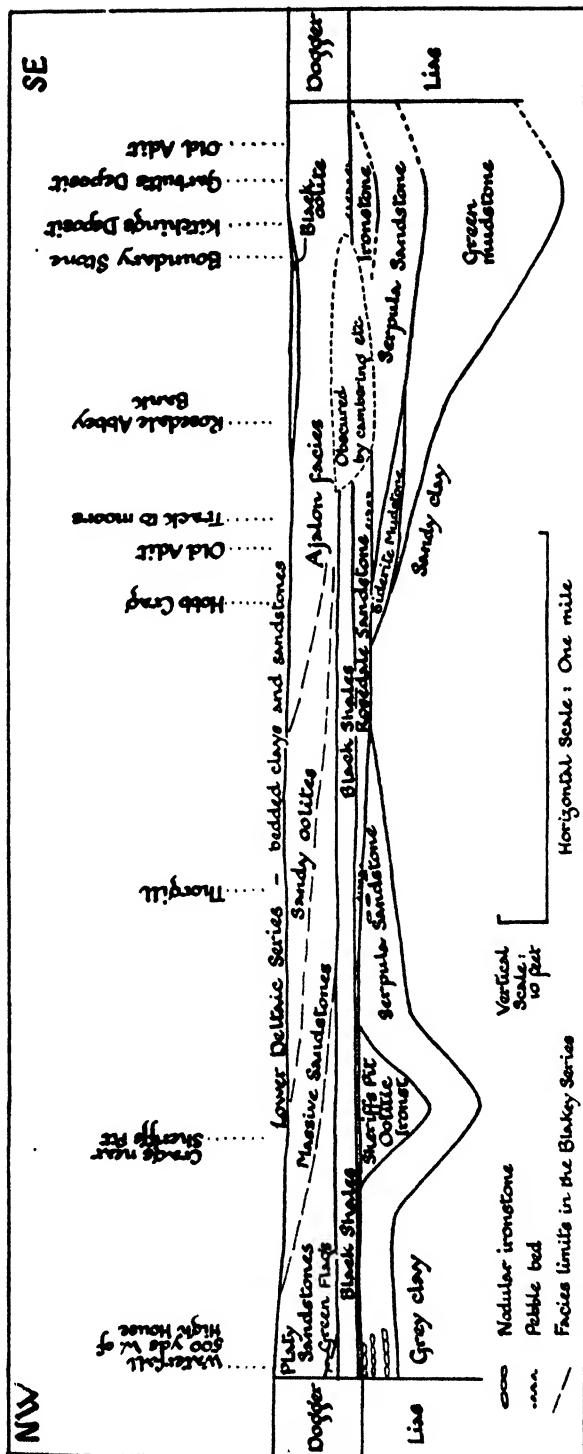 NW
SE
Waterfall
500 yds W. of
High House
Crags near
Sheriffs Pit
Thorgill
Hobb Crag
Old Adit
Track to moors
Rosedale Abbey
Bank
Boundary Stone
Kitchings Deposit
Garbutts Deposit
Old Adit
Dogger
Lias
Dogger
Lias
Lower Deltaic Series - bedded clays and sandstones
Platy
Sandstones
Green Flags
Massive Sandstones
Sandy oolites
Ajalon facies
Black
oolite
Obscured
by cambering etc
Black Shales
Black Shales
Rosedale Sandstone
Ironstone
Sheriffs Pit
Oolitic
Ironst
Serpula Sandstone
Serpula Sandstone
Siderite Mudstone
Grey clay
Sandy clay
Green
mudstone
Nodular ironstone
Pebble bed
Facies limits in the Blakey Series
Vertical
Scale:
10 feet
Horizontal Scale: One mile